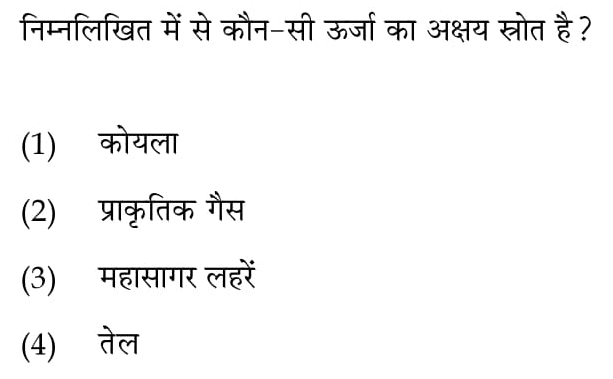 निम्नलिखित में से कौन-सी ऊर्जा का अक्षय स्रोत है ?
(1) कोयला
(2) प्राकृतिक गैस
(3) महासागर लहरें
(4) तेल